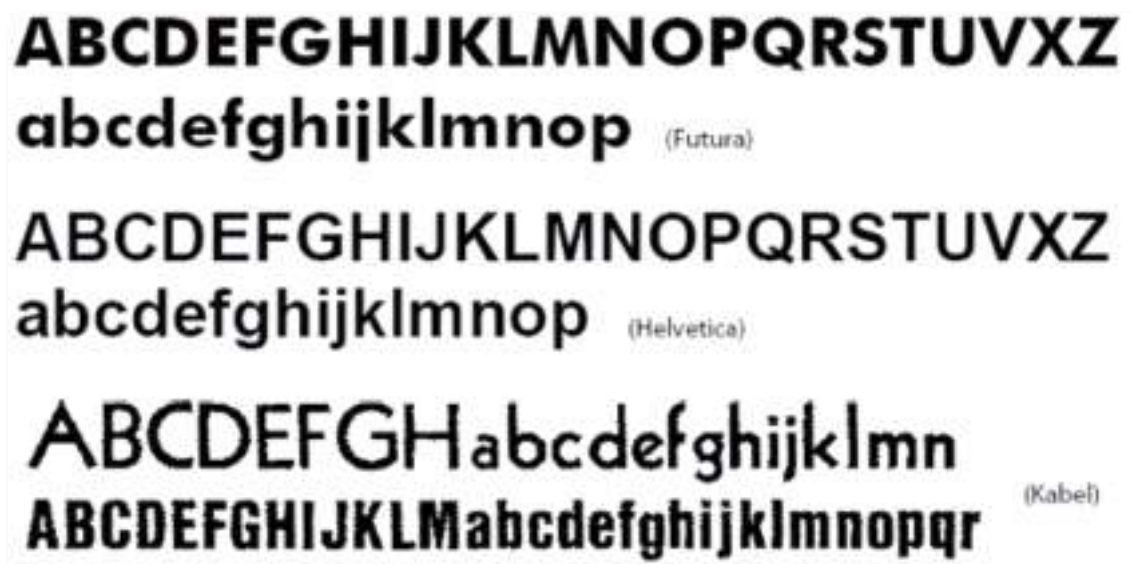 ABCDEFGHIJKLMNOPQRSTUVXZ
abcdefghijklmnop (Futura)
ABCDEFGHIJKLMNOPQRSTUVXZ
abcdefghijklmnop (Helvetica)
ABCDEFGHabcdefghijklmn
(Kabel)
ABCDEFGHIJKLMabcdefghijklmnopqr